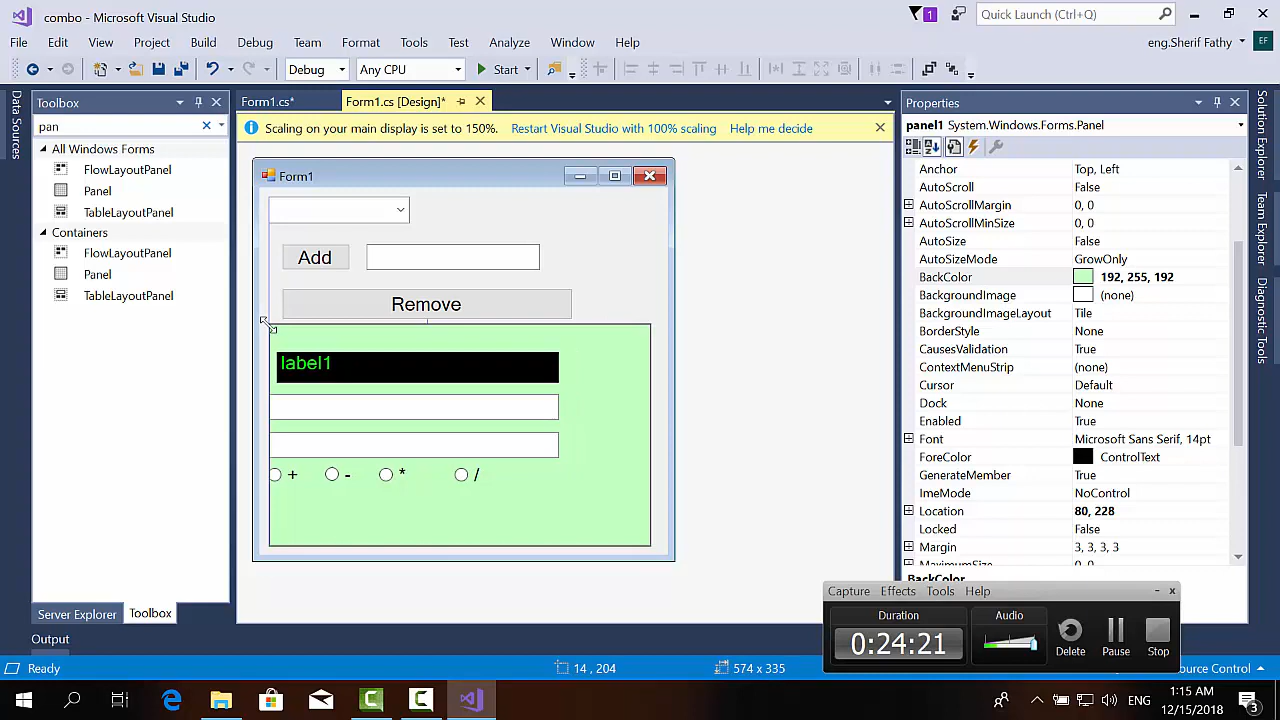 combo - Microsoft Visual Studio
1
Quick Launch (Ctrl+Q)
File Edit View Project Build Debug Team Format Tools Test Analyze Window Help
eng.Sherif Fathy
EF
Debug Any CPU Start
Data Sources
Toolbox
pan
All Windows Forms
FlowLayoutPanel
Panel
TableLayoutPanel
Containers
FlowLayoutPanel
Panel
TableLayoutPanel
Server Explorer Toolbox
Form1.cs* Form1.cs [Design]*
Scaling on your main display is set to 150%. Restart Visual Studio with 100% scaling Help me decide
Form1
Add
Remove
label1
+ - * /
Properties
panel1 System.Windows.Forms.Panel
Anchor Top, Left
AutoScroll False
AutoScrollMargin 0, 0
AutoScrollMinSize 0, 0
AutoSize False
AutoSizeMode GrowOnly
BackColor 192, 255, 192
BackgroundImage (none)
BackgroundImageLayout Tile
BorderStyle None
CausesValidation True
ContextMenuStrip (none)
Cursor Default
Dock None
Enabled True
Font Microsoft Sans Serif, 14pt
ForeColor ControlText
GenerateMember True
ImeMode NoControl
Location 80, 228
Locked False
Margin 3, 3, 3, 3
BackColor
Solution Explorer
Team Explorer
Diagnostic Tools
Capture Effects Tools Help
Duration Audio
0:24:21
Delete Pause Stop
Output
Ready 14 , 204 574 x 335 ource Control
ENG
1:15 AM
12/15/2018
3